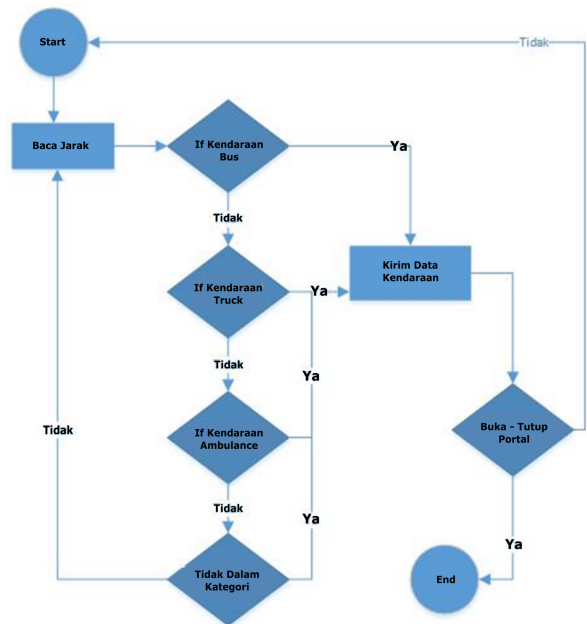 Start
Tidak
Baca Jarak
If Kendaraan
Bus
Ya
Tidak
Kirim Data
Kendaraan
If Kendaraan
Truck
Ya
Tidak
Ya
If Kendaraan
Ambulance
Buka - Tutup
Portal
Tidak
Tidak
Ya
Ya
Tidak Dalam
Kategori
End